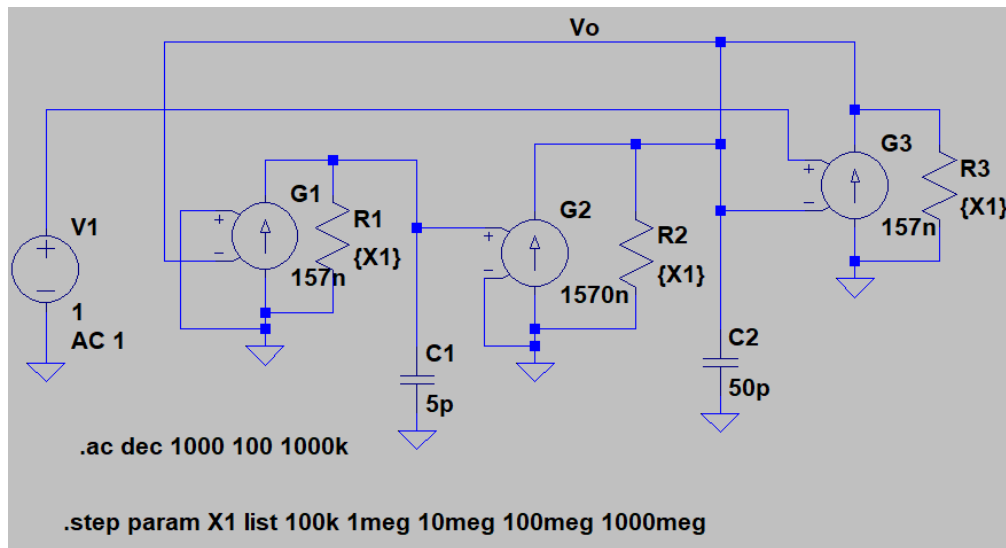 Vo
V1
1
AC 1
G1
R1
{X1}
157n
C1
5p
G2
R2
{X1}
1570n
C2
50p
G3
R3
{X1}
157n
.ac dec 1000 100 1000k
.step param X1 list 100k 1meg 10meg 100meg 1000meg